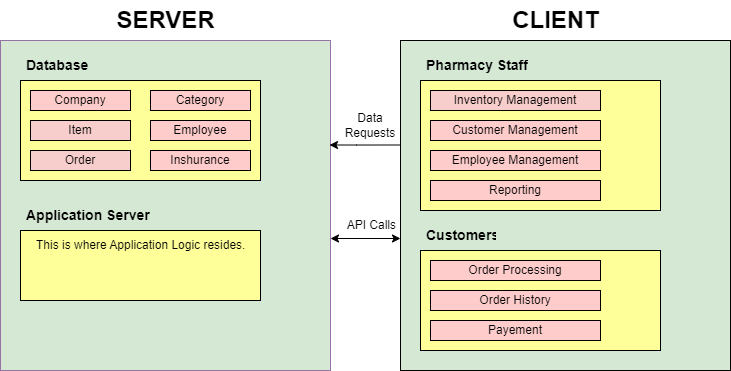 SERVER
CLIENT
Database
Company
Category
Item
Employee
Order
Inshurance
Application Server
This is where Application Logic resides.
Data
Requests
API Calls
Pharmacy Staff
Inventory Management
Customer Management
Employee Management
Reporting
Customers
Order Processing
Order History
Payement